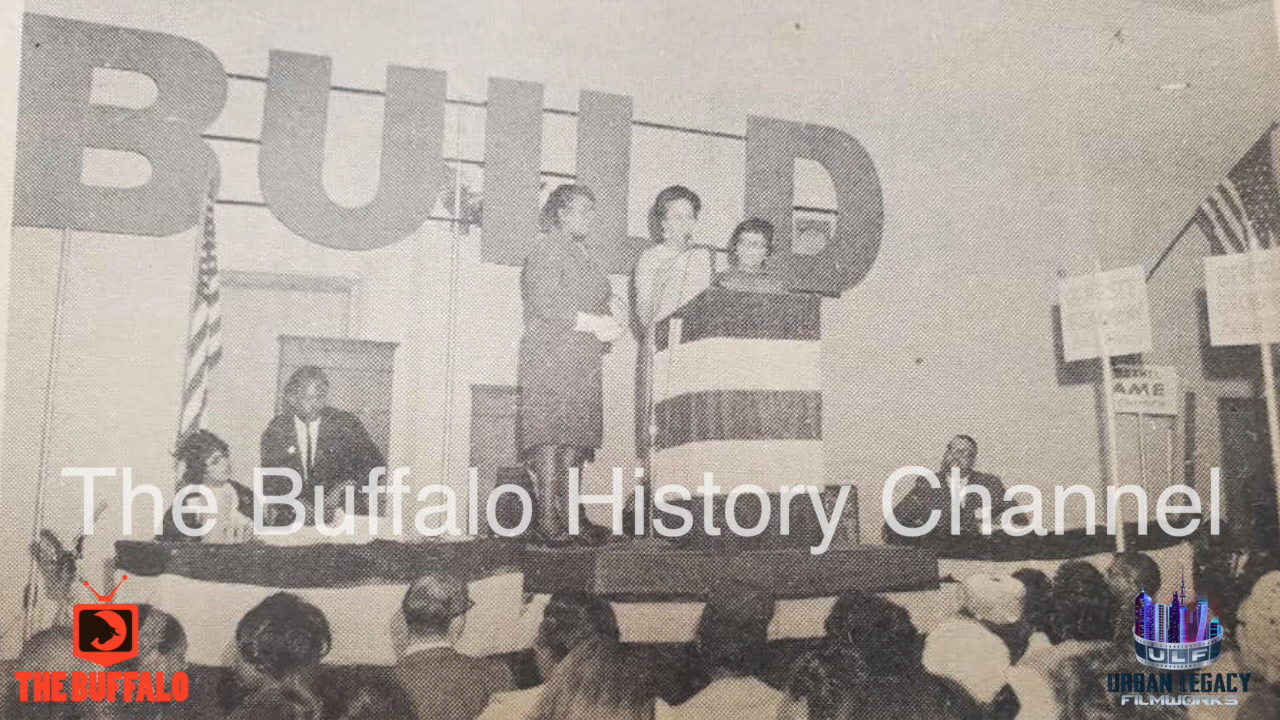 BUILD
AME
The Buffalo History Channel
THE BUFFALO
ULF
URBAN LEGACY
FILMWORKS